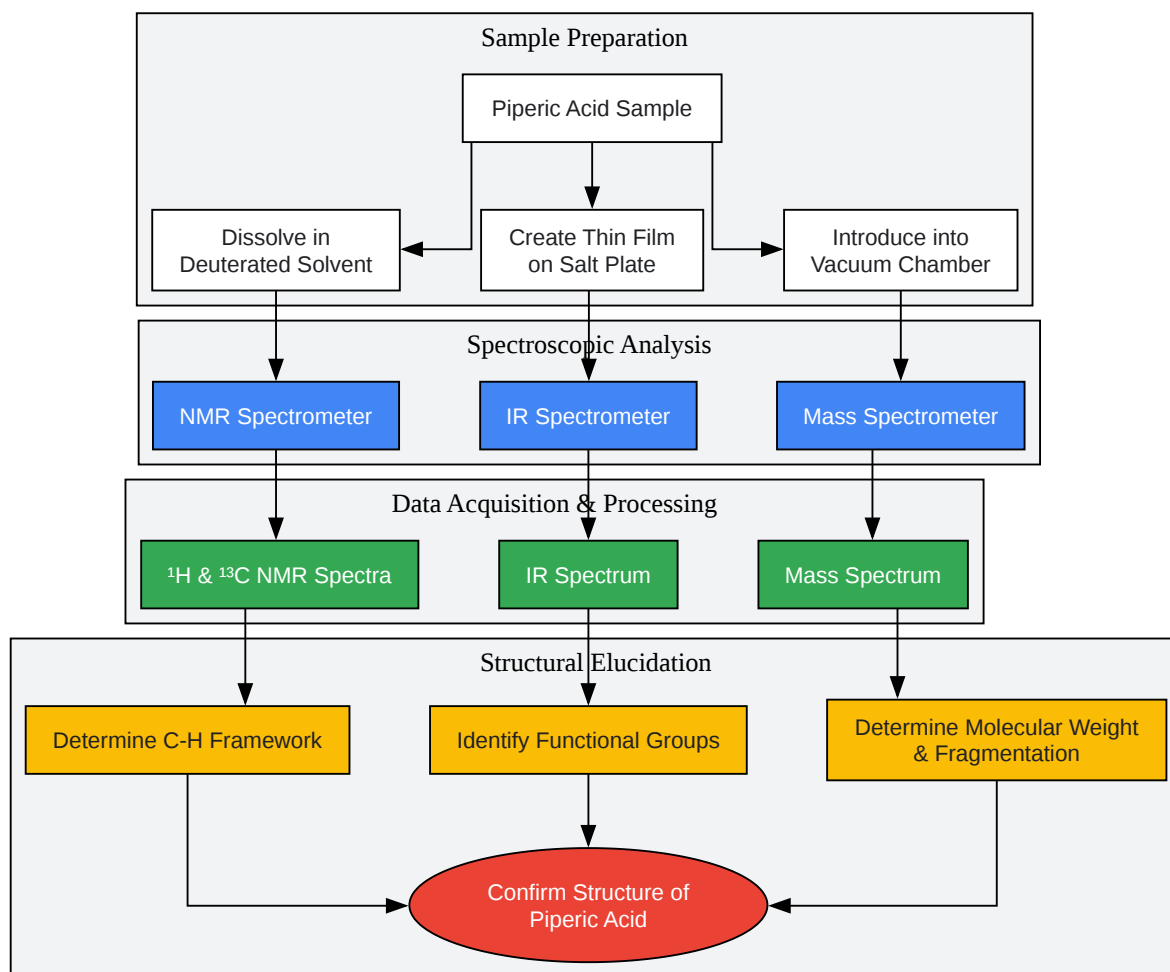 Sample Preparation
Piperic Acid Sample
Dissolve in
Deuterated Solvent
Create Thin Film
on Salt Plate
Introduce into
Vacuum Chamber
Spectroscopic Analysis
NMR Spectrometer
IR Spectrometer
Mass Spectrometer
Data Acquisition & Processing
¹H & ¹³C NMR Spectra
IR Spectrum
Mass Spectrum
Structural Elucidation
Determine C-H Framework
Identify Functional Groups
Determine Molecular Weight
& Fragmentation
Confirm Structure of
Piperic Acid